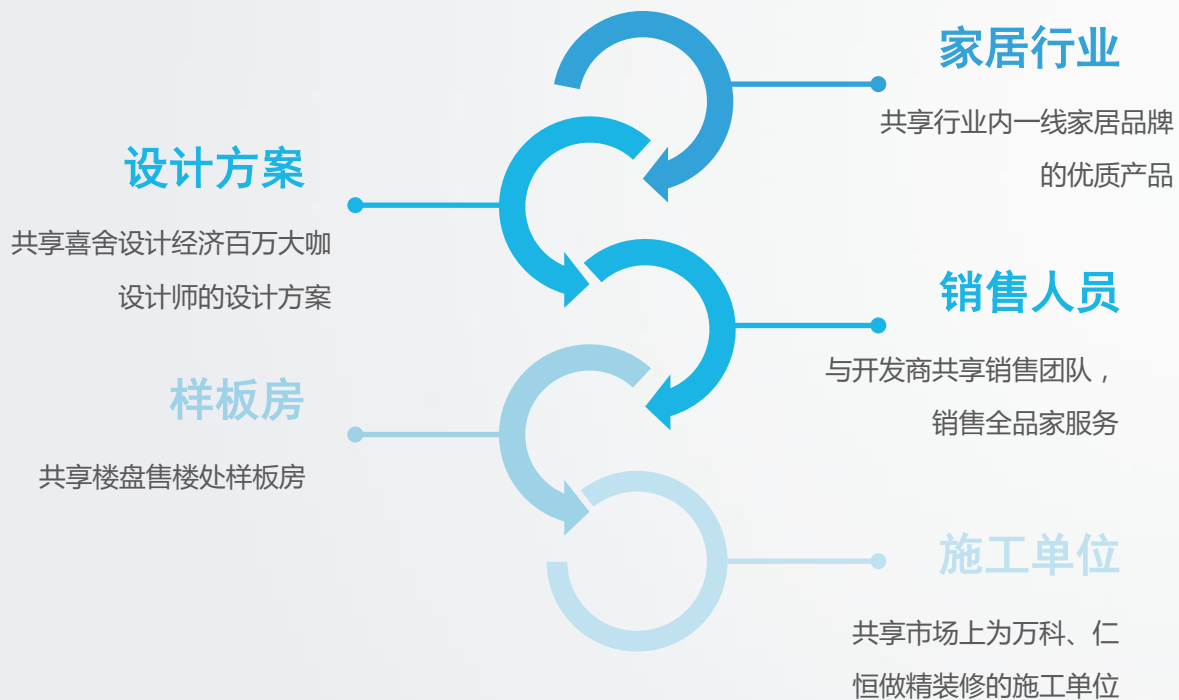 家居行业
共享行业内一线家居品牌
的优质产品
设计方案
共享喜舍设计经济百万大咖
设计师的设计方案
销售人员
与开发商共享销售团队，
销售全品家服务
样板房
共享楼盘售楼处样板房
施工单位
共享市场上为万科、仁
恒做精装修的施工单位